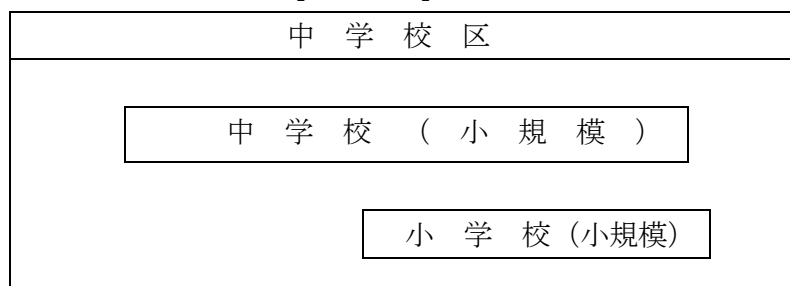 中 学 校 区
中 学 校 ( 小 規 模 )
小 学 校 (小規模)